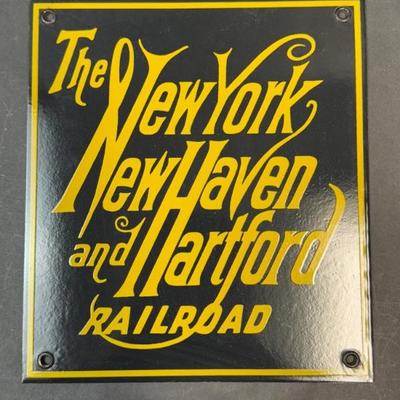 The New York
New Haven
and Hartford
RAILROAD